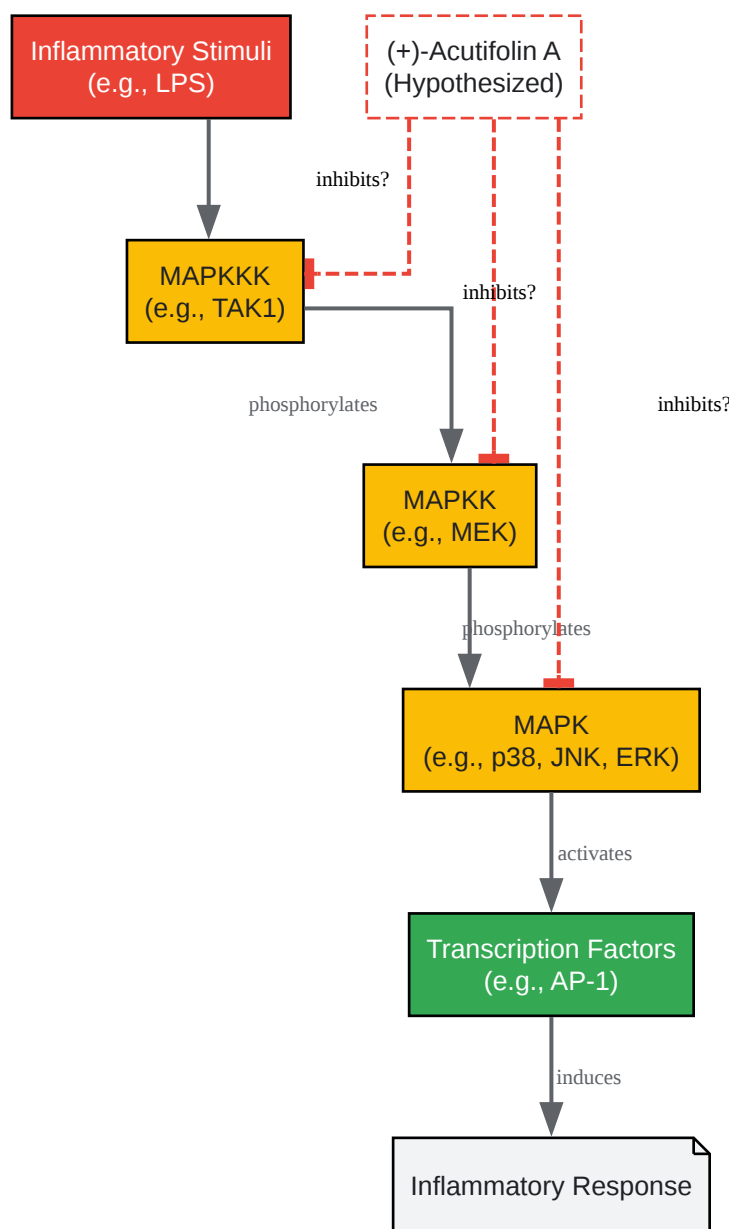 Inflammatory Stimuli
(e.g., LPS)
(+)-Acutifolin A
(Hypothesized)
inhibits?
MAPKKK
(e.g., TAK1)
inhibits?
phosphorylates
inhibits?
MAPKK
(e.g., MEK)
phosphorylates
MAPK
(e.g., p38, JNK, ERK)
activates
Transcription Factors
(e.g., AP-1)
induces
Inflammatory Response